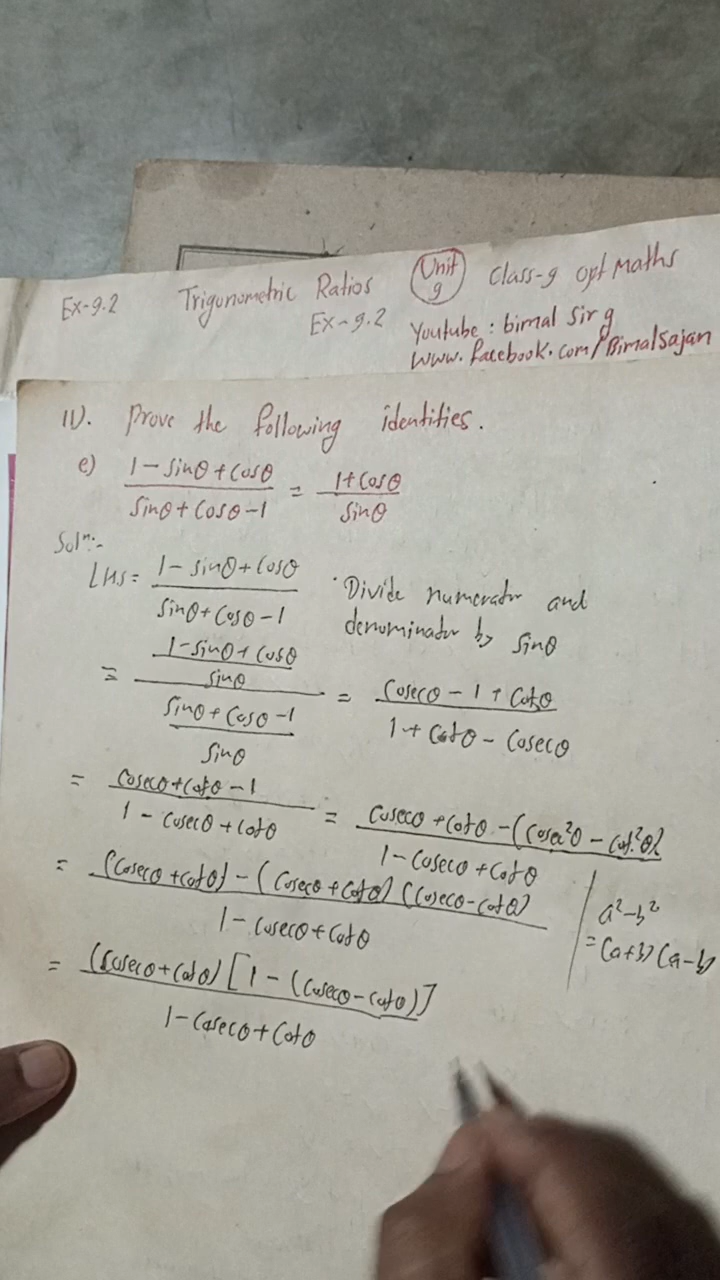 Ex-9.2 Trigonometric Ratios Unit 9 Class-9 opt Maths
Ex-9.2 Youtube : bimal sir g
www.facebook.com/Bimalsajan
11). Prove the following identities.
e) (1 - sinθ + cosθ)/(sinθ + cosθ - 1) = (1 + cosθ)/sinθ
Solⁿ:-
LHS = (1 - sinθ + cosθ)/(sinθ + cosθ - 1) Divide numerator and
denominator by sinθ
= ((1 - sinθ + cosθ)/sinθ)/((sinθ + cosθ - 1)/sinθ) = (cosecθ - 1 + cotθ)/(1 + cotθ - cosecθ)
= (cosecθ + cotθ - 1)/(1 - cosecθ + cotθ) = (cosecθ + cotθ - (cosec²θ - cot²θ))/(1 - cosecθ + cotθ)
= ((cosecθ + cotθ) - (cosecθ + cotθ)(cosecθ - cotθ))/(1 - cosecθ + cotθ)
a² - b²
= (a+b)(a-b)
= ((cosecθ + cotθ)[1 - (cosecθ - cotθ)])/(1 - cosecθ + cotθ)